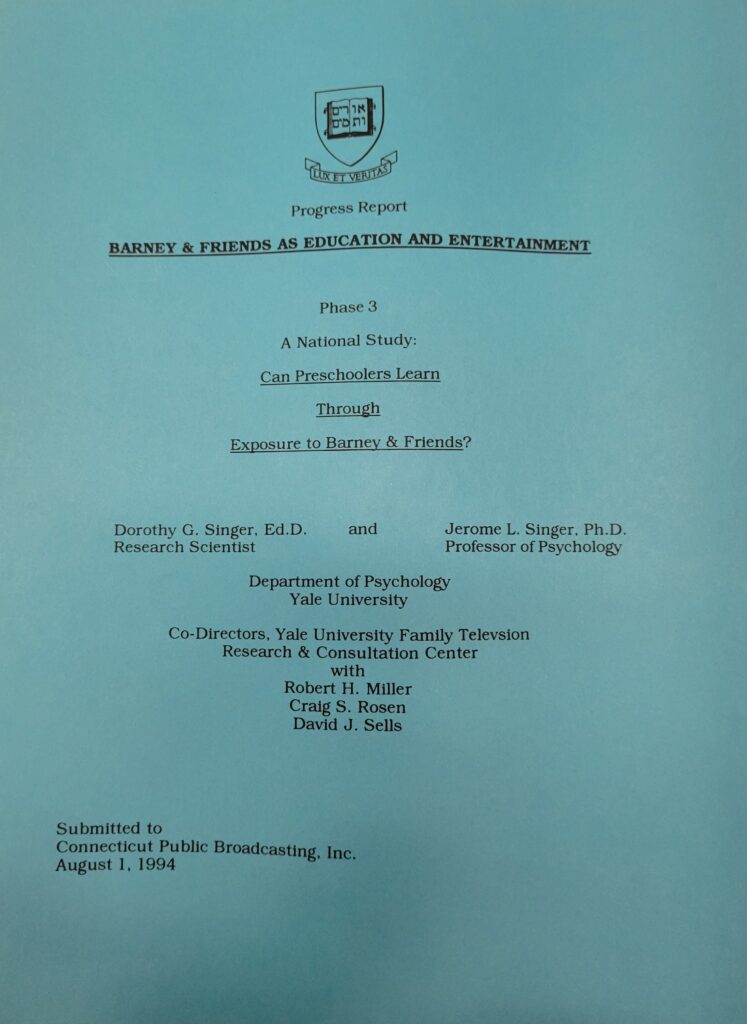 אורים
ותמים
LUX ET VERITAS
Progress Report
BARNEY & FRIENDS AS EDUCATION AND ENTERTAINMENT
Phase 3
A National Study:
Can Preschoolers Learn
Through
Exposure to Barney & Friends?
Dorothy G. Singer, Ed.D. and Jerome L. Singer, Ph.D.
Research Scientist Professor of Psychology
Department of Psychology
Yale University
Co-Directors, Yale University Family Televsion
Research & Consultation Center
with
Robert H. Miller
Craig S. Rosen
David J. Sells
Submitted to
Connecticut Public Broadcasting, Inc.
August 1, 1994